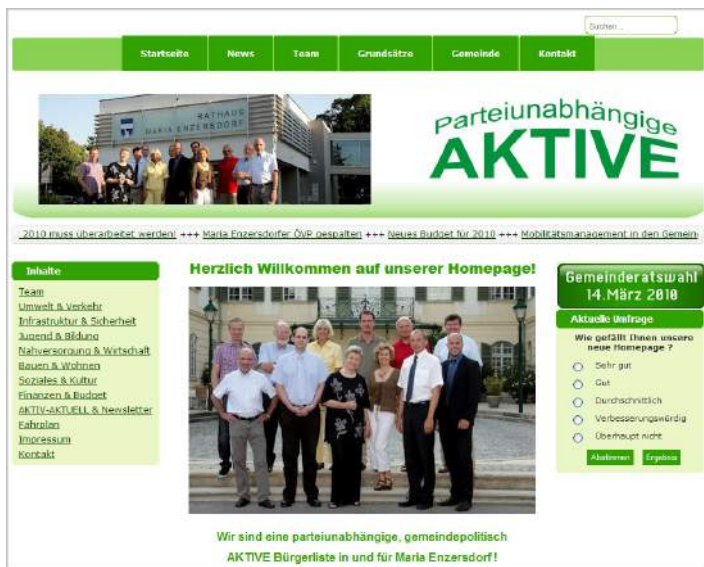 Suchen...
Startseite News Team Grundsätze Gemeinde Kontakt
RATHAUS
MARIA ENZERSDORF
Parteiunabhängige
AKTIVE
2010 muss überarbeitet werden! +++ Maria Enzersdorfer ÖVP gespalten +++ Neues Budget für 2010 +++ Mobilitätsmanagement in den Gemein
Inhalte
Team
Umwelt & Verkehr
Infrastruktur & Sicherheit
Jugend & Bildung
Nahversorgung & Wirtschaft
Bauen & Wohnen
Soziales & Kultur
Finanzen & Budget
AKTIV-AKTUELL & Newsletter
Fahrplan
Impressum
Kontakt
Herzlich Willkommen auf unserer Homepage!
Wir sind eine parteiunabhängige, gemeindepolitisch
AKTIVE Bürgerliste in und für Maria Enzersdorf!
Gemeinderatswahl
14.März 2010
Aktuelle Umfrage
Wie gefällt Ihnen unsere
neue Homepage ?
Sehr gut
Gut
Durchschnittlich
Verbesserungswürdig
Überhaupt nicht
Abstimmen Ergebnis